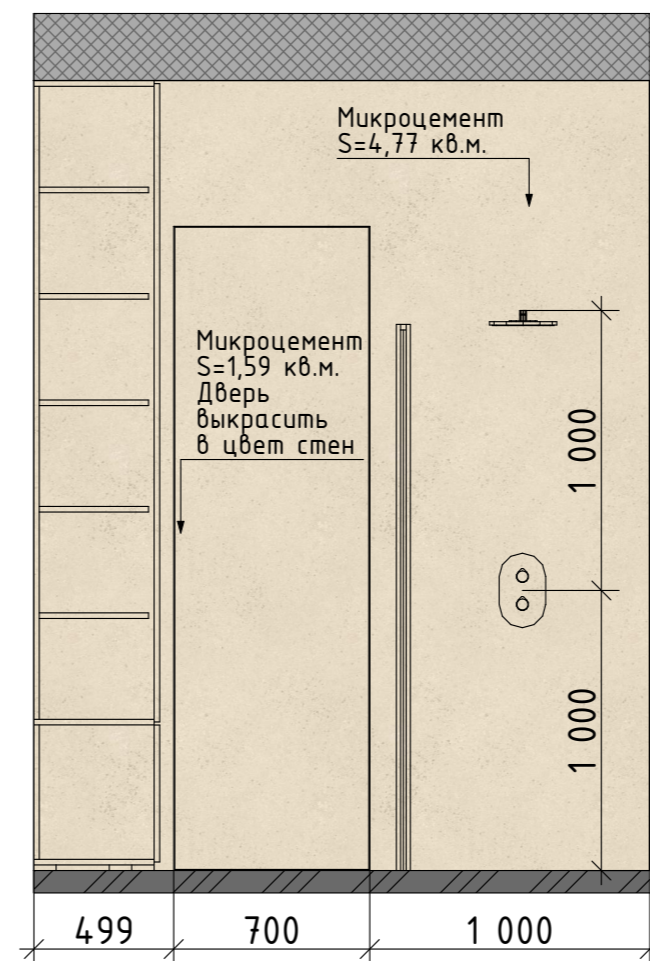 Микроцемент
S=4,77 кв.м.
Микроцемент
S=1,59 кв.м.
Дверь
выкрасить
в цвет стен
1 000
1 000
499
700
1 000